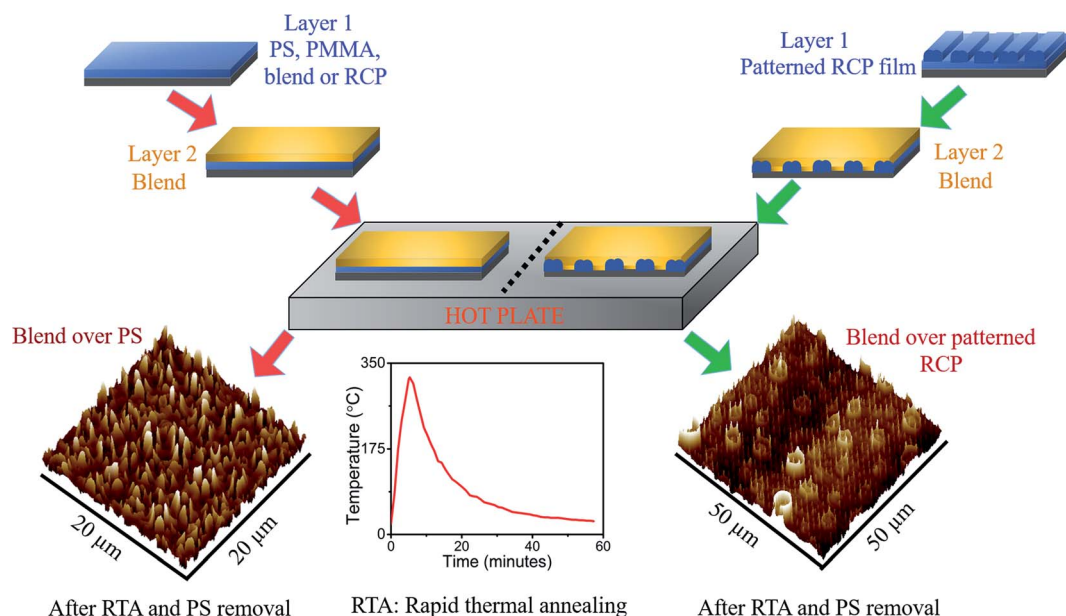 Layer 1
PS, PMMA,
blend or RCP
Layer 1
Patterned RCP film
Layer 2
Blend
Layer 2
Blend
HOT PLATE
Blend over PS
20 µm
20 µm
After RTA and PS removal
350
175
0
Temperature (°C)
0
20
40
60
Time (minutes)
RTA: Rapid thermal annealing
Blend over patterned
RCP
50 µm
50 µm
After RTA and PS removal